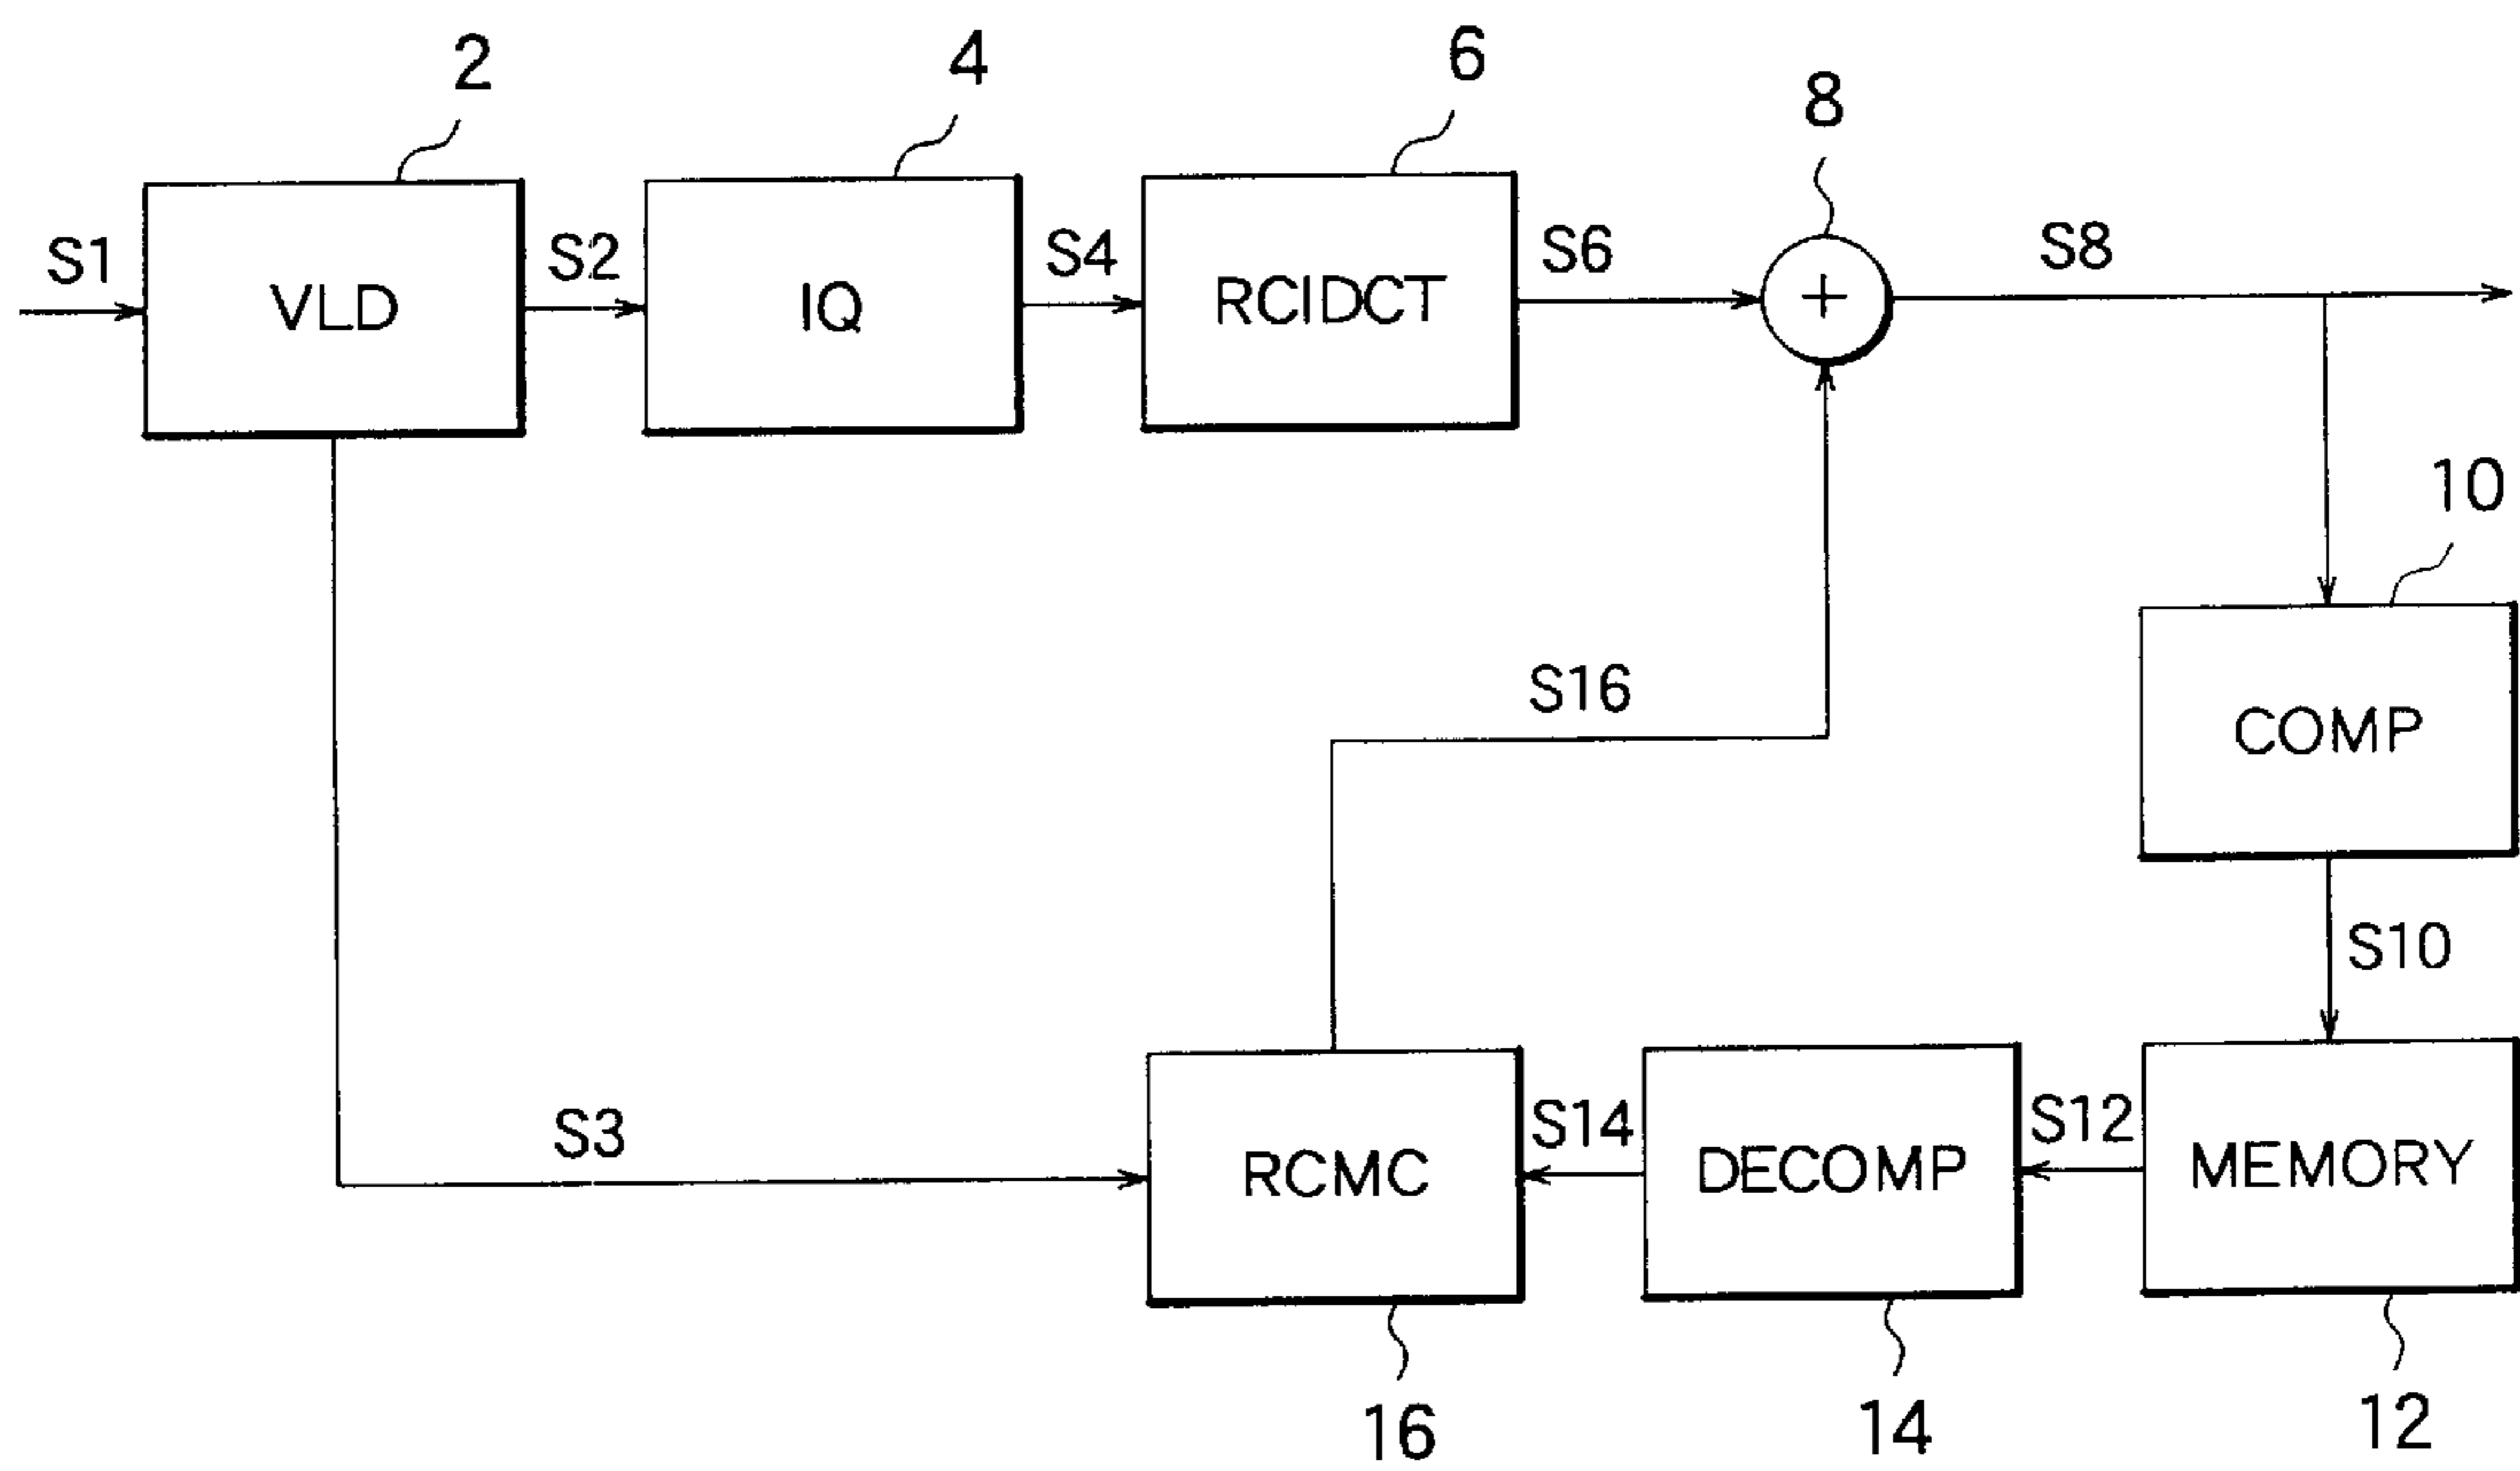 2
4
6
8
S1
VLD
S2
IQ
S4
RCIDCT
S6
+
S8
10
COMP
S16
S10
S3
RCMC
S14
DECOMP
S12
MEMORY
16
14
12